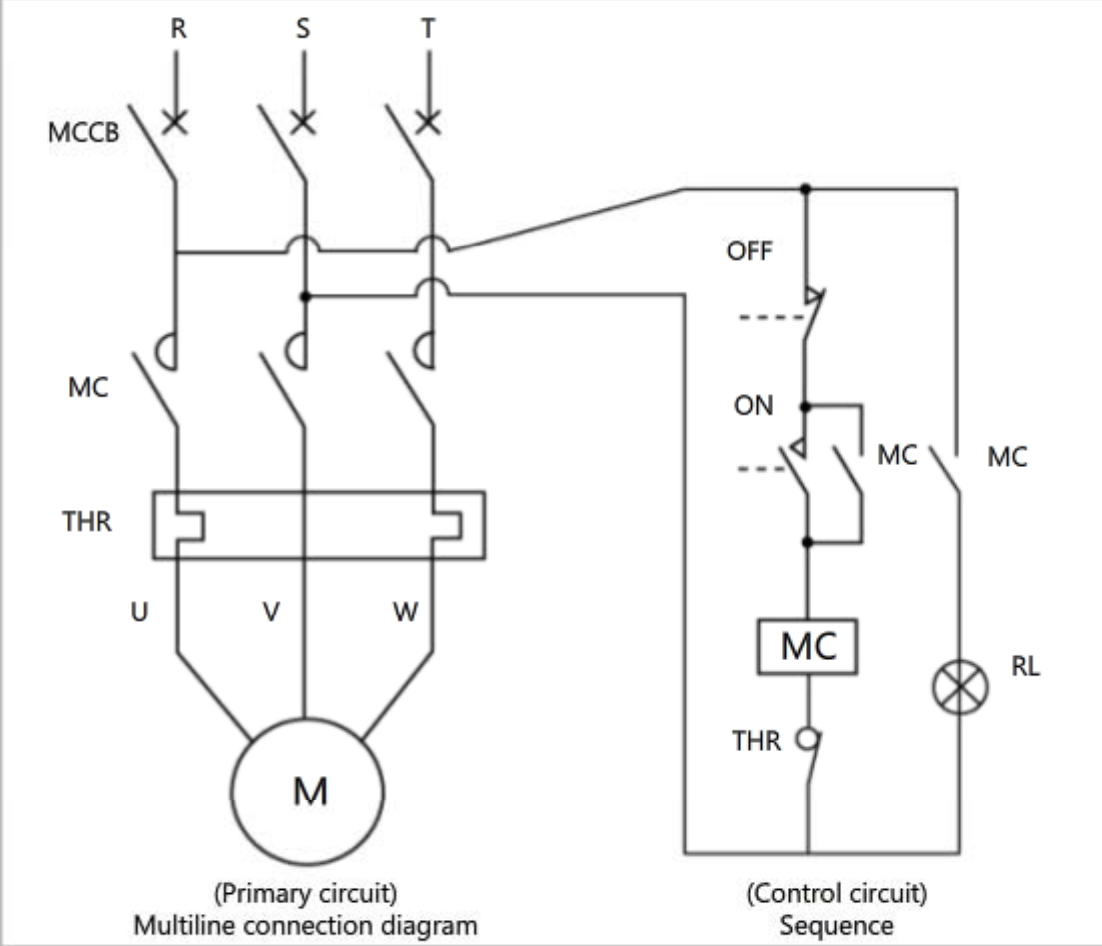 R
S
T
MCCB
OFF
MC
ON
MC
MC
THR
U
V
W
MC
RL
THR
M
(Primary circuit)
Multiline connection diagram
(Control circuit)
Sequence